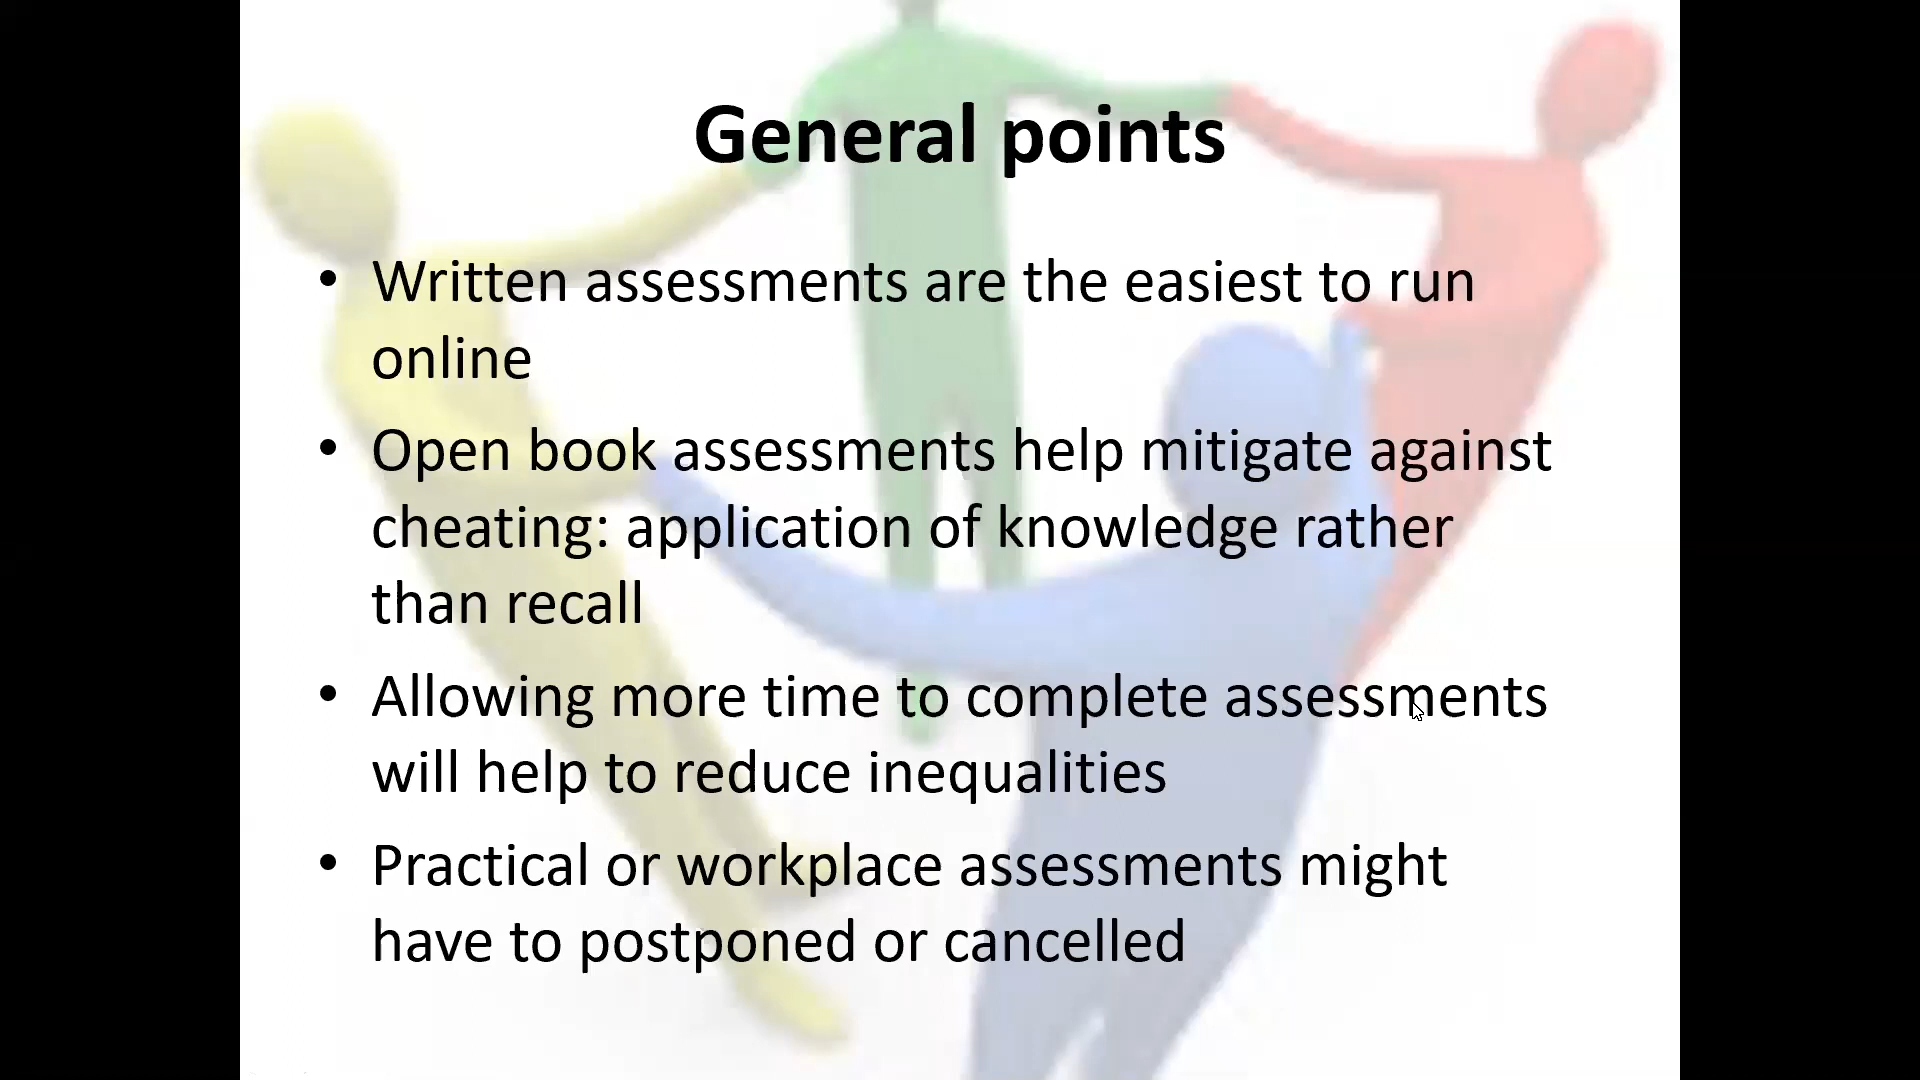 General points
• Written assessments are the easiest to run
online
• Open book assessments help mitigate against
cheating: application of knowledge rather
than recall
• Allowing more time to complete assessments
will help to reduce inequalities
• Practical or workplace assessments might
have to postponed or cancelled